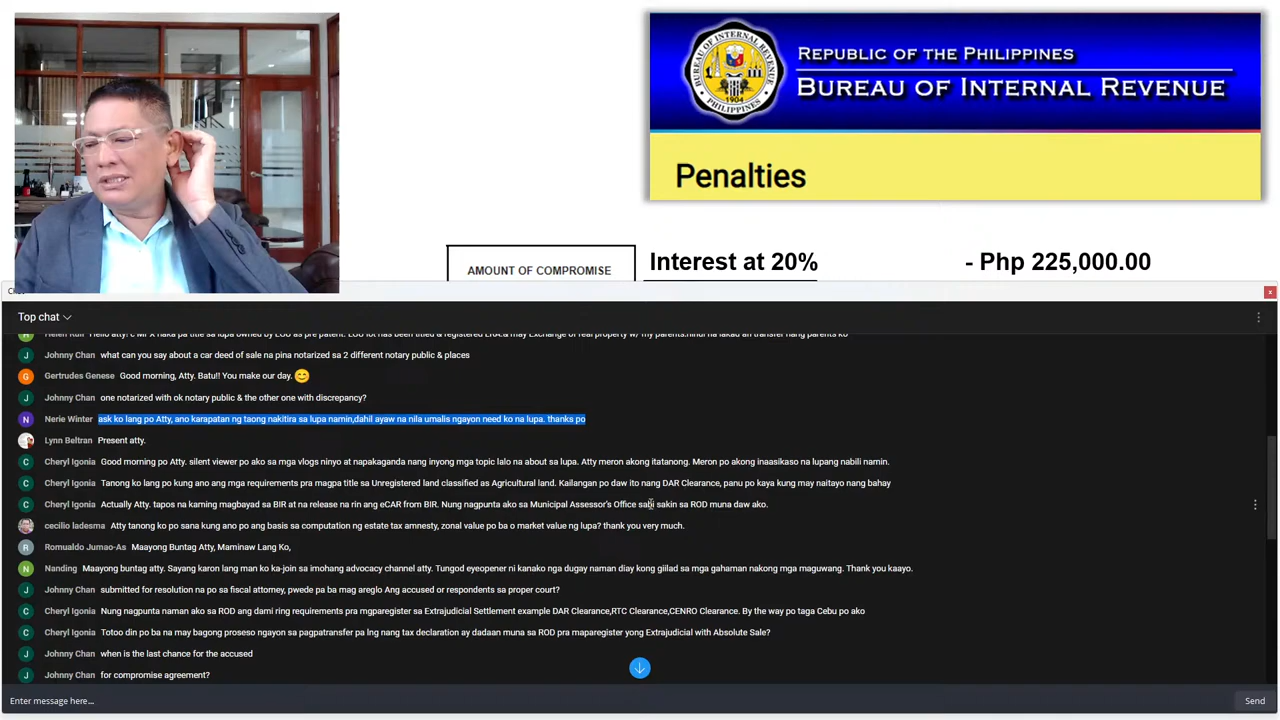 REPUBLIC OF THE PHILIPPINES
BUREAU OF INTERNAL REVENUE
BUREAU OF INTERNAL REVENUE
PHILIPPINES
1904
Penalties
AMOUNT OF COMPROMISE
Interest at 20% - Php 225,000.00
Top chat
Johnny Chan what can you say about a car deed of sale na pina notarized sa 2 different notary public & places
Gertrudes Genese Good morning, Atty. Batu!! You make our day. 😊
Johnny Chan one notarized with ok notary public & the other one with discrepancy?
Nerie Winter ask ko lang po Atty, ano karapatan ng taong nakitira sa lupa namin,dahil ayaw na nila umalis ngayon need ko na lupa. thanks po
Lynn Beltran Present atty.
Cheryl Igonia Good morning po Atty. silent viewer po ako sa mga vlogs ninyo at napakaganda nang inyong mga topic lalo na about sa lupa. Atty meron akong itatanong. Meron po akong inaasikaso na lupang nabili namin.
Cheryl Igonia Tanong ko lang po kung ano ang mga requirements pra magpa title sa Unregistered land classified as Agricultural land. Kailangan po daw ito nang DAR Clearance, panu po kaya kung may naitayo nang bahay
Cheryl Igonia Actually Atty. tapos na kaming magbayad sa BIR at na release na rin ang eCAR from BIR. Nung nagpunta ako sa Municipal Assessor's Office sabi sakin sa ROD muna daw ako.
cecilio ladesma Atty tanong ko po sana kung ano po ang basis sa computation ng estate tax amnesty, zonal value po ba o market value ng lupa? thank you very much.
Romualdo Jumao-As Maayong Buntag Atty, Maminaw Lang Ko,
Nanding Maayong buntag atty. Sayang karon lang man ko ka-join sa imohang advocacy channel atty. Tungod eyeopener ni kanako nga dugay naman diay kong giilad sa mga gahaman nakong mga maguwang. Thank you kaayo.
Johnny Chan submitted for resolution na po sa fiscal attorney, pwede pa ba mag areglo Ang accused or respondents sa proper court?
Cheryl Igonia Nung nagpunta naman ako sa ROD ang dami ring requirements pra mgparegister sa Extrajudicial Settlement example DAR Clearance,RTC Clearance,CENRO Clearance. By the way po taga Cebu po ako
Cheryl Igonia Totoo din po ba na may bagong proseso ngayon sa pagpatransfer pa lng nang tax declaration ay dadaan muna sa ROD pra maparegister yong Extrajudicial with Absolute Sale?
Johnny Chan when is the last chance for the accused
Johnny Chan for compromise agreement?
Enter message here...
Send